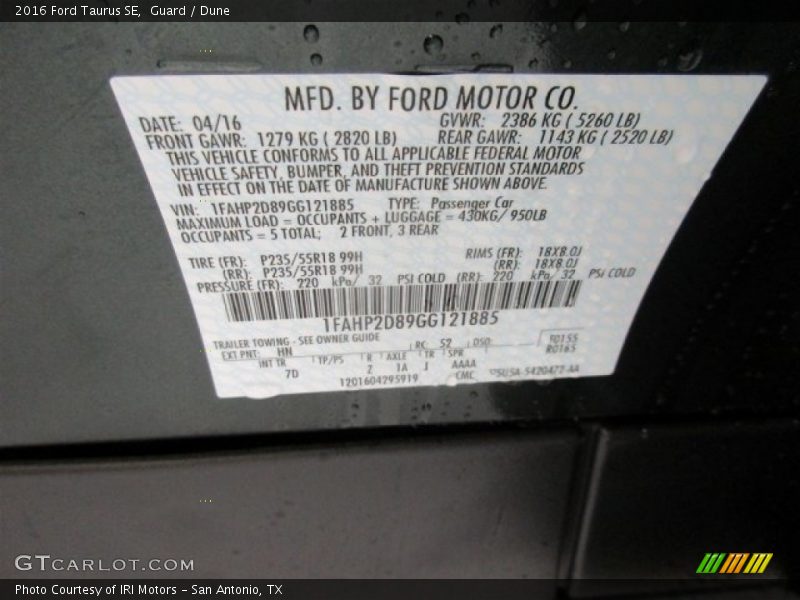 2016 Ford Taurus SE, Guard / Dune
MFD. BY FORD MOTOR CO.
DATE: 04/16 GVWR: 2386 KG ( 5260 LB)
FRONT GAWR: 1279 KG ( 2820 LB) REAR GAWR: 1143 KG ( 2520 LB)
THIS VEHICLE CONFORMS TO ALL APPLICABLE FEDERAL MOTOR
VEHICLE SAFETY, BUMPER, AND THEFT PREVENTION STANDARDS
IN EFFECT ON THE DATE OF MANUFACTURE SHOWN ABOVE.
VIN: 1FAHP2D89GG121885 TYPE: Passenger Car
MAXIMUM LOAD = OCCUPANTS + LUGGAGE = 430KG/ 950LB
OCCUPANTS = 5 TOTAL; 2 FRONT, 3 REAR
TIRE (FR): P235/55R18 99H RIMS (FR): 18X8.0J
(RR): P235/55R18 99H (RR): 18X8.0J
PRESSURE (FR): 220 kPa/ 32 PSI COLD (RR): 220 kPa/ 32 PSI COLD
1FAHP2D89GG121885
TRAILER TOWING - SEE OWNER GUIDE
EXT PNT: HN RC: 52 DSO: F0155
R0165
INT TR TP/PS R AXLE TR SPR
7D Z 1A J AAAA
1201604295919 CMC 5U5A-5420472-AA
GTCARLOT.COM
Photo Courtesy of IRI Motors – San Antonio, TX